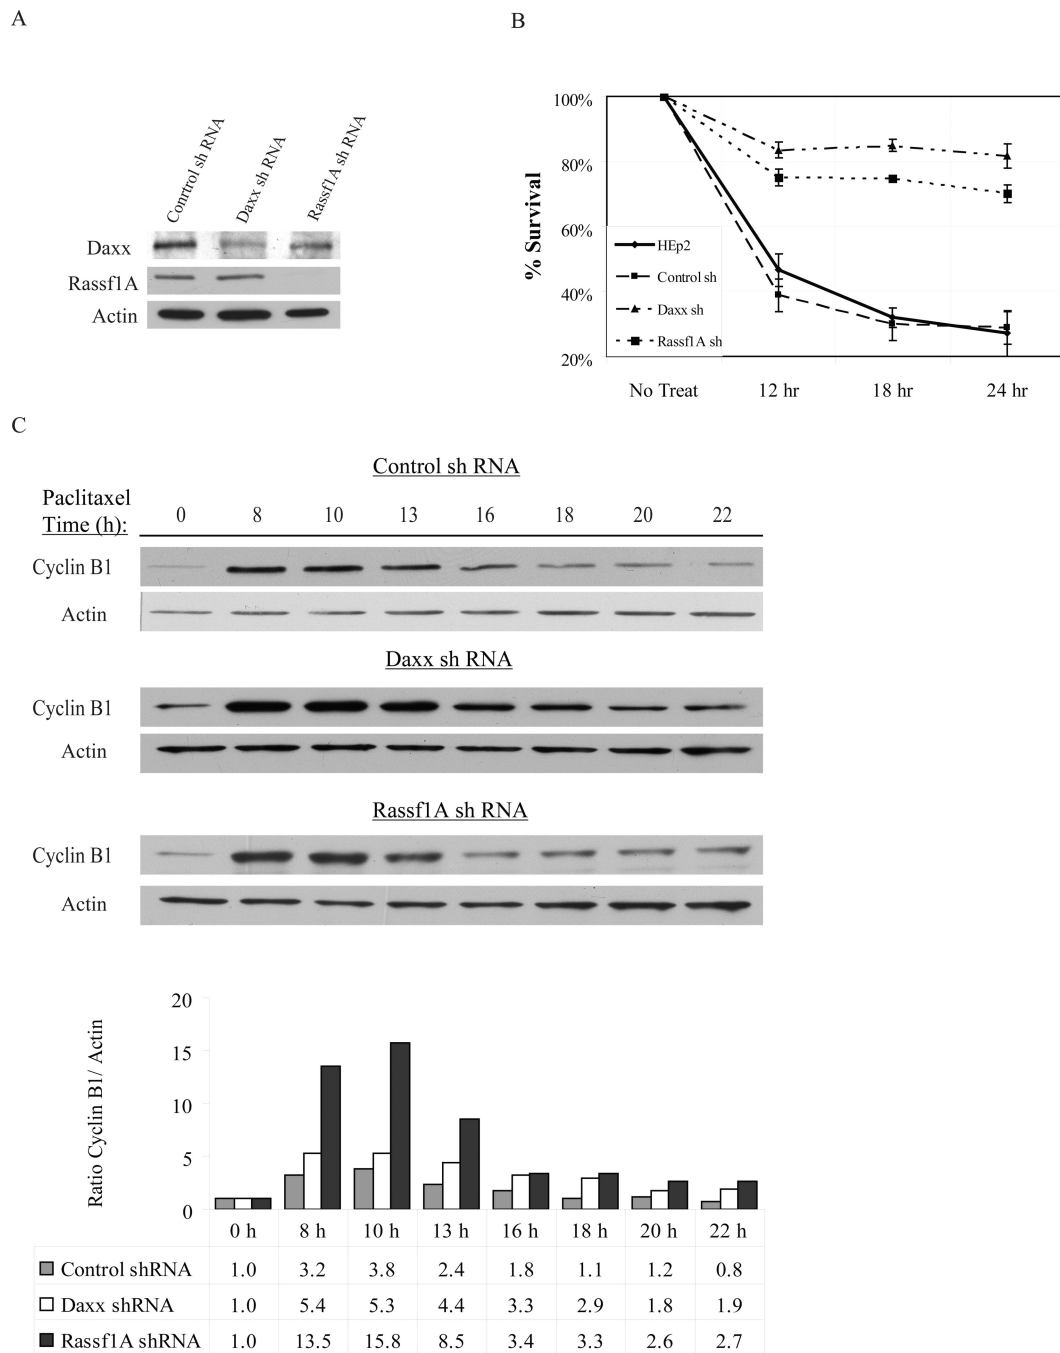 A
B
Conrtrol sh RNA
Daxx sh RNA
Rassf1A sh RNA
Daxx
Rassf1A
Actin
% Survival
100%
80%
60%
40%
20%
HEp2
Control sh
Daxx sh
Rassf1A sh
No Treat 12 hr 18 hr 24 hr
C
Control sh RNA
Paclitaxel
Time (h): 0 8 10 13 16 18 20 22
Cyclin B1
Actin
Daxx sh RNA
Cyclin B1
Actin
Rassf1A sh RNA
Cyclin B1
Actin
Ratio Cyclin B1/ Actin
20
15
10
5
0
0 h 8 h 10 h 13 h 16 h 18 h 20 h 22 h
Control shRNA 1.0 3.2 3.8 2.4 1.8 1.1 1.2 0.8
Daxx shRNA 1.0 5.4 5.3 4.4 3.3 2.9 1.8 1.9
Rassf1A shRNA 1.0 13.5 15.8 8.5 3.4 3.3 2.6 2.7